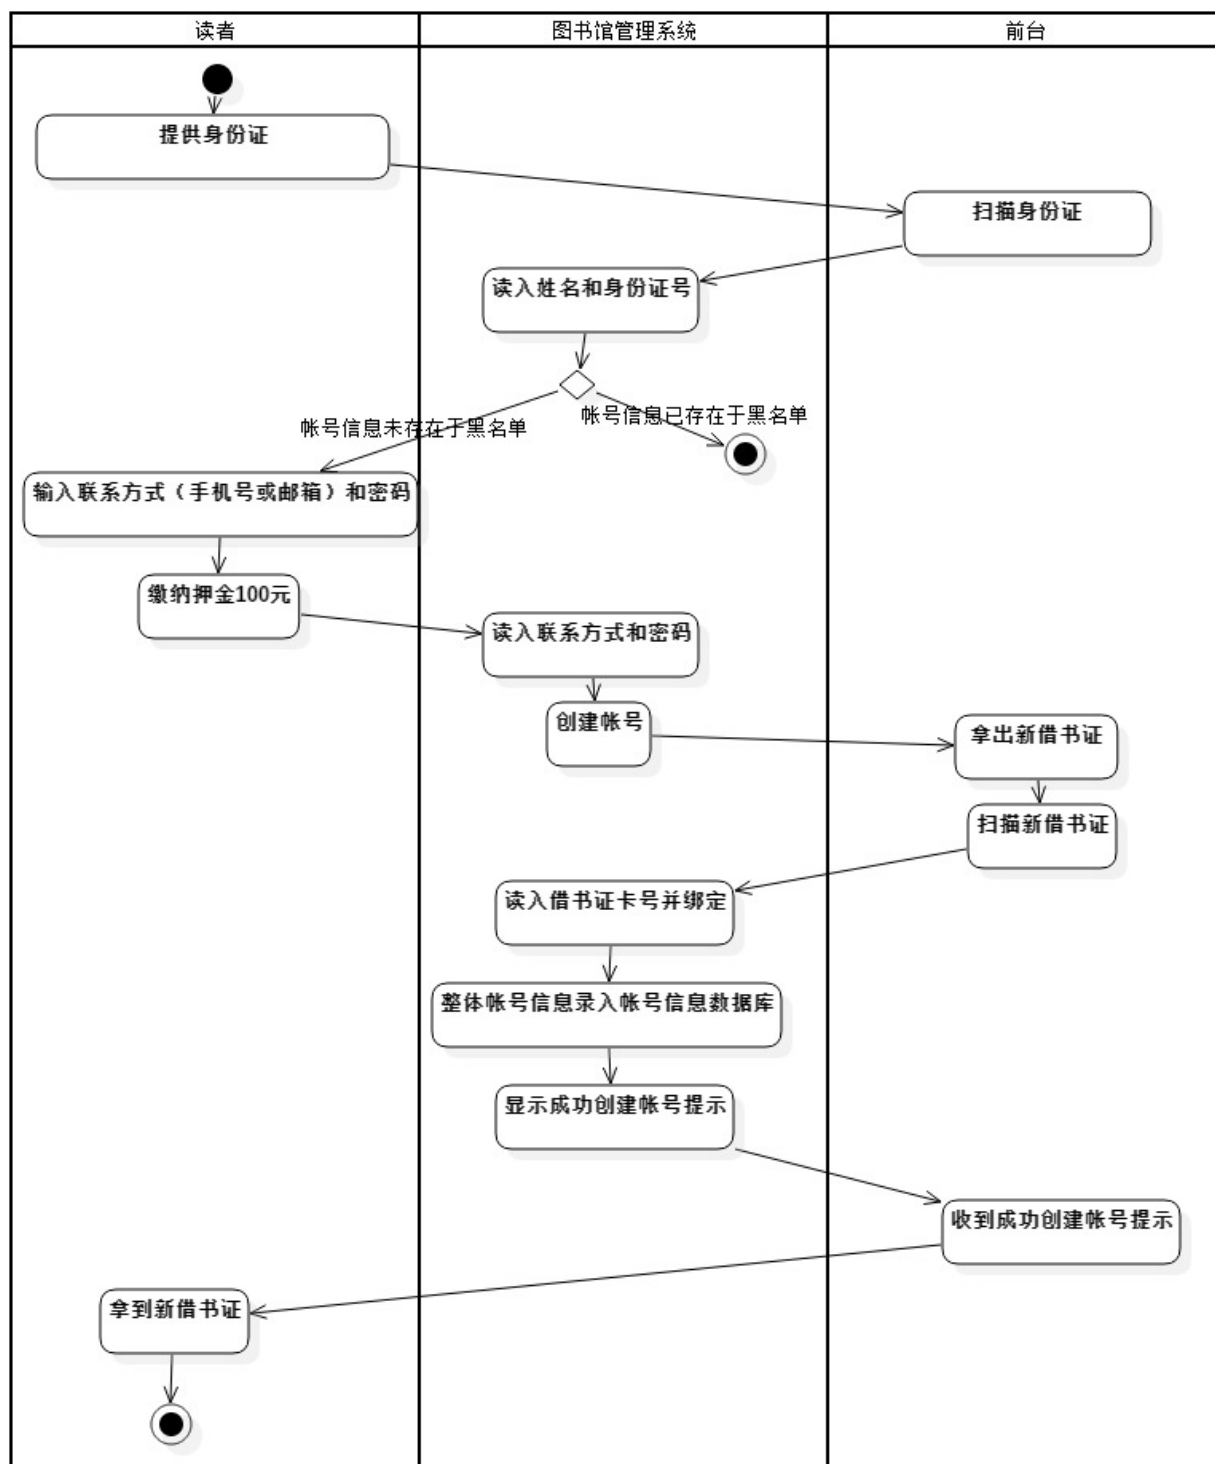 读者
图书馆管理系统
前台
提供身份证
扫描身份证
读入姓名和身份证号
帐号信息未存在于黑名单
帐号信息已存在于黑名单
输入联系方式（手机号或邮箱）和密码
缴纳押金100元
读入联系方式和密码
创建帐号
拿出新借书证
扫描新借书证
读入借书证卡号并绑定
整体帐号信息录入帐号信息数据库
显示成功创建帐号提示
收到成功创建帐号提示
拿到新借书证